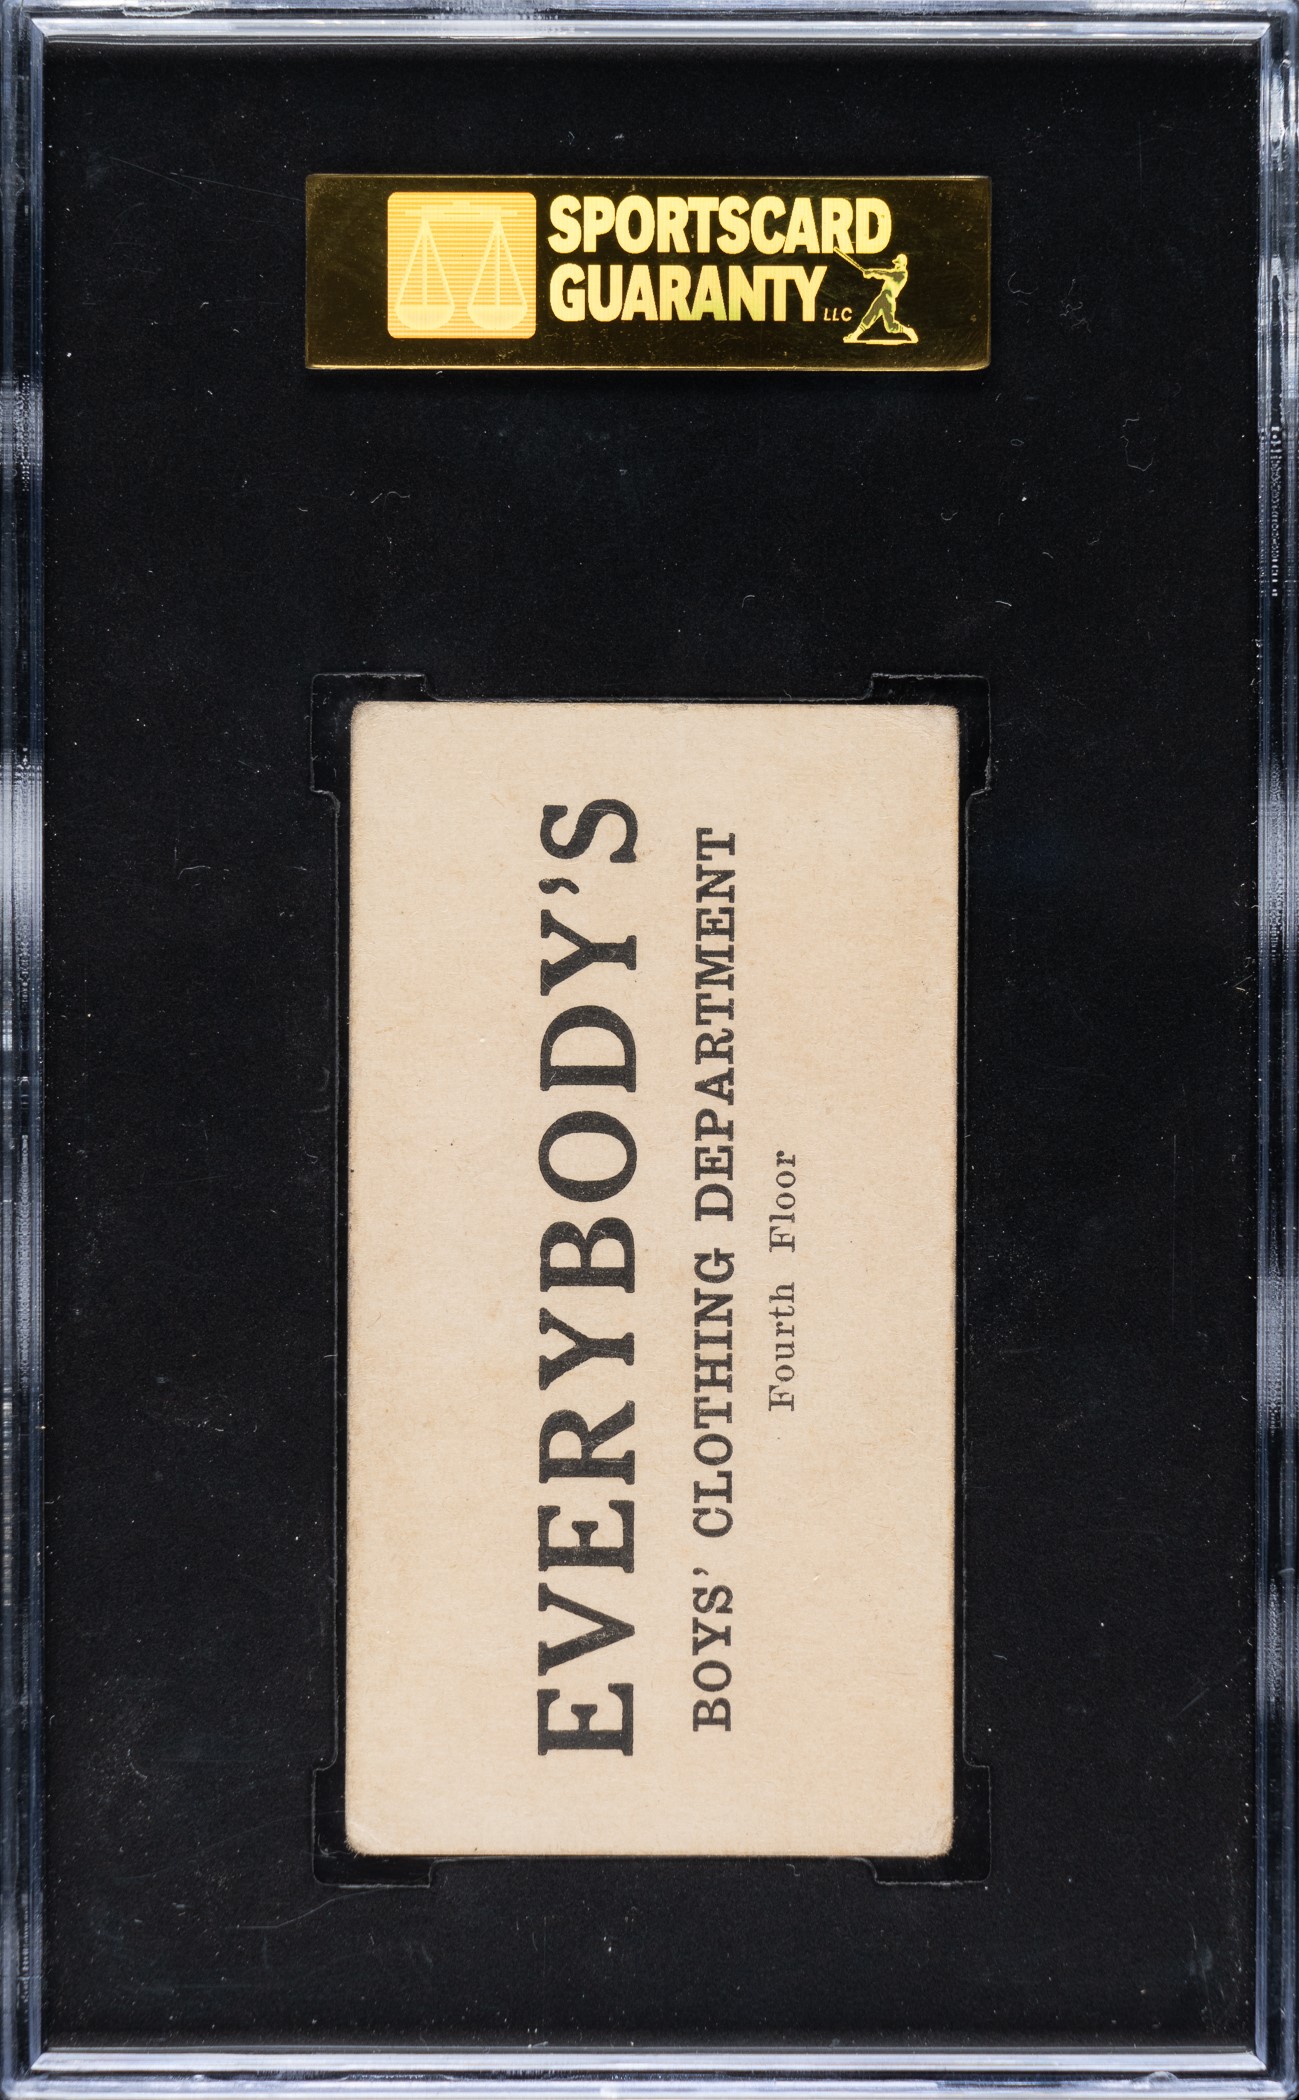 SPORTSCARD
GUARANTY LLC
EVERYBODY'S
BOYS' CLOTHING DEPARTMENT
Fourth Floor